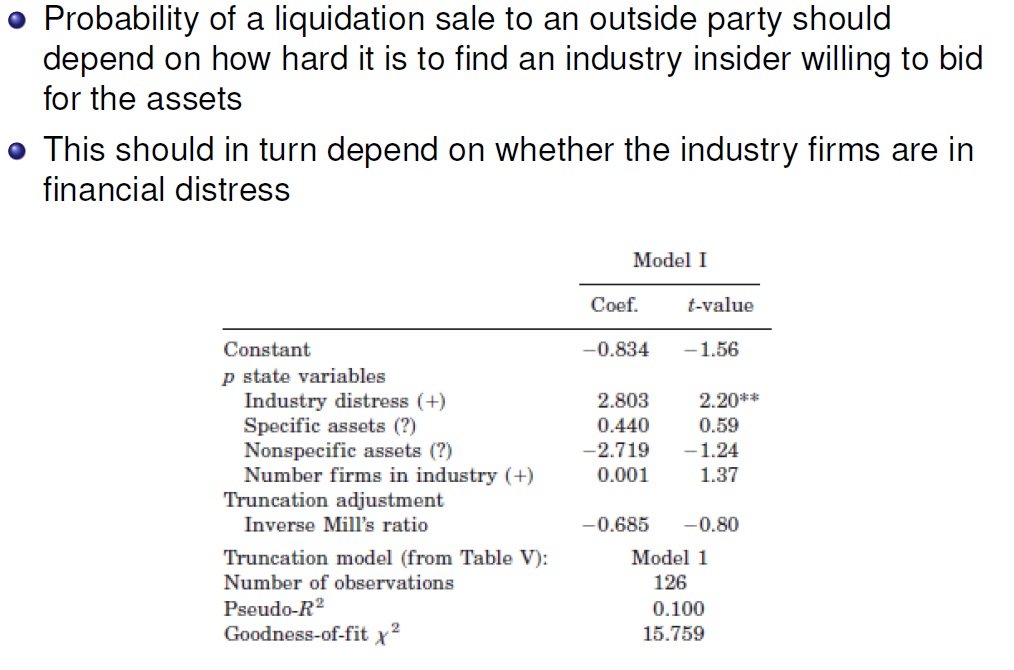 Probability of a liquidation sale to an outside party should
depend on how hard it is to find an industry insider willing to bid
for the assets
This should in turn depend on whether the industry firms are in
financial distress
Model I
Coef. t-value
Constant −0.834 −1.56
p state variables
Industry distress (+) 2.803 2.20**
Specific assets (?) 0.440 0.59
Nonspecific assets (?) −2.719 −1.24
Number firms in industry (+) 0.001 1.37
Truncation adjustment
Inverse Mill's ratio −0.685 −0.80
Truncation model (from Table V): Model 1
Number of observations 126
Pseudo-R² 0.100
Goodness-of-fit χ² 15.759